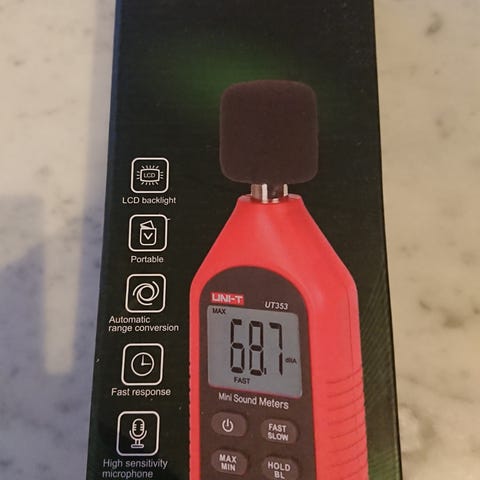 LCD
LCD backlight
Portable
Automatic
range conversion
Fast response
High sensitivity
microphone
UNI-T
UT353
MAX
68.7
dBA
FAST
Mini Sound Meters
FAST
SLOW
MAX
MIN
HOLD
BL